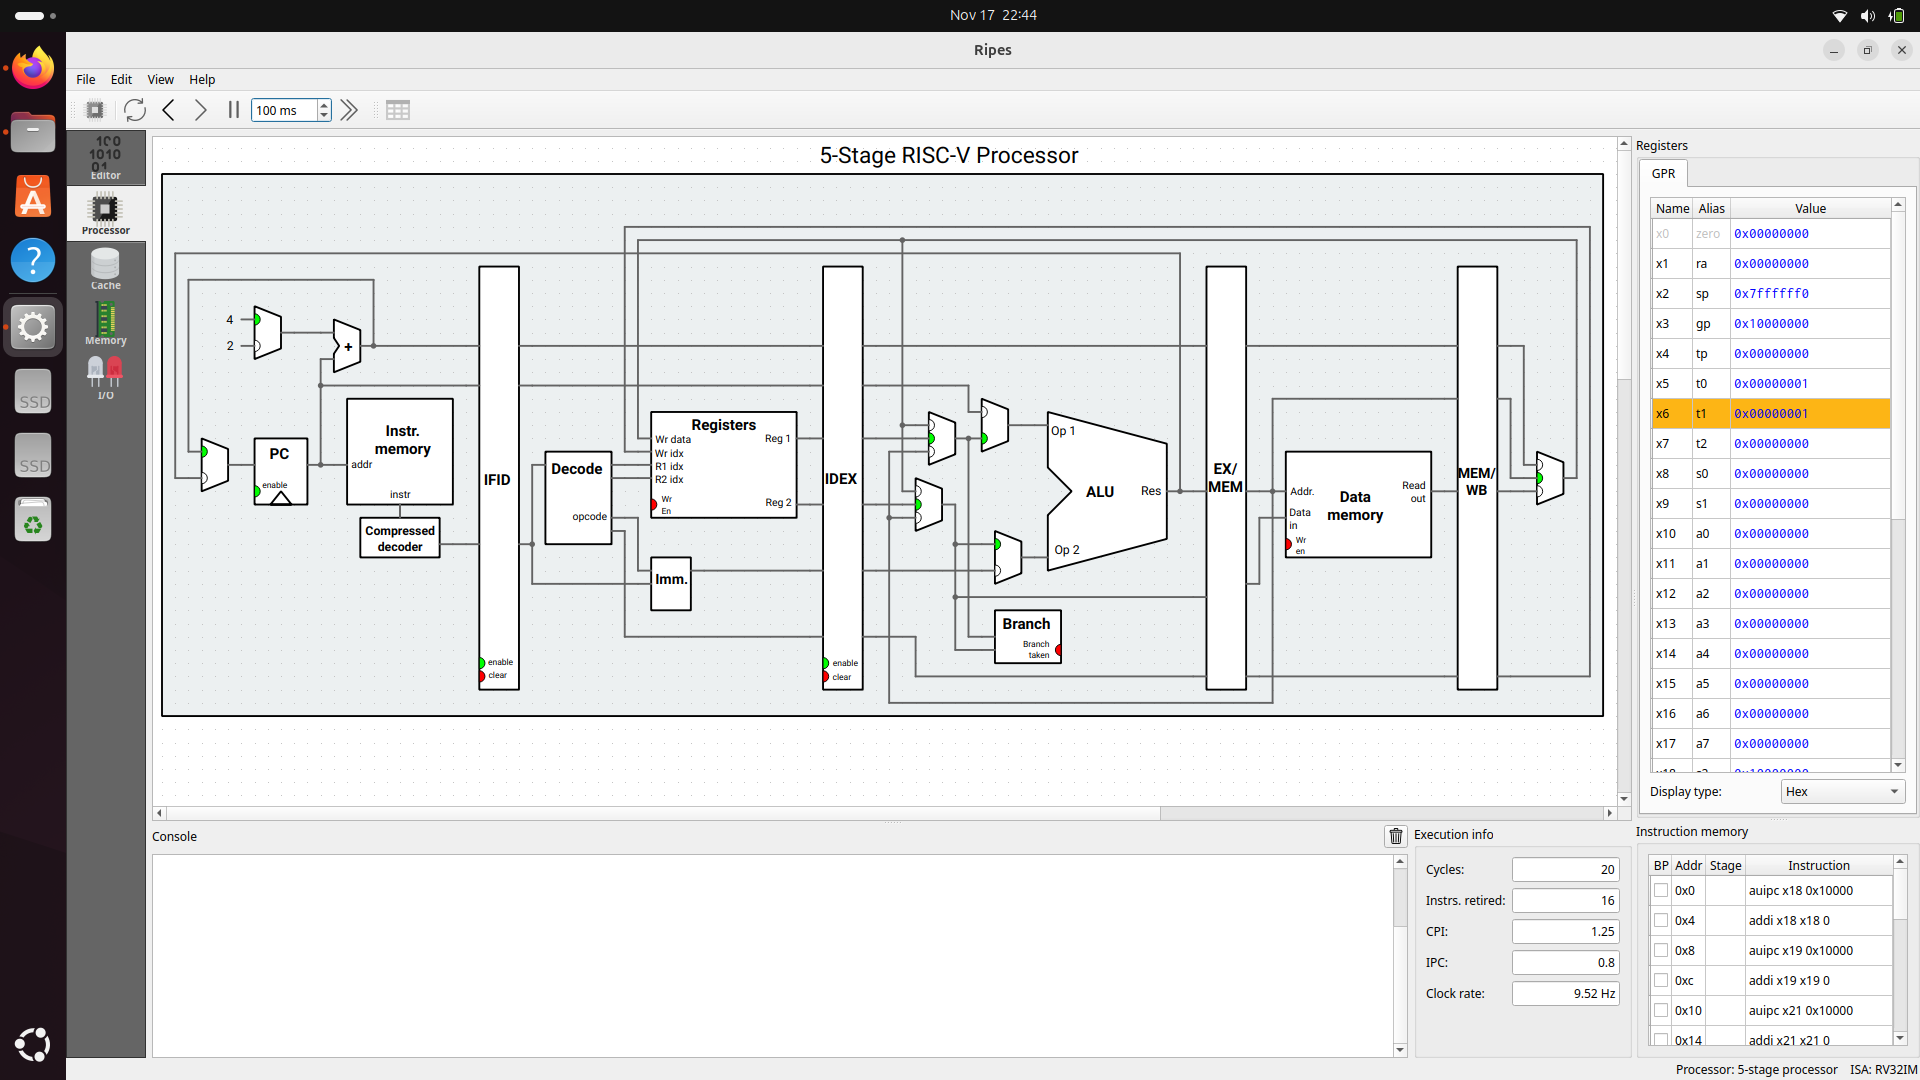 Nov 17 22:44
Ripes
File Edit View Help
100 ms
Editor
Processor
Cache
Memory
I/O
5-Stage RISC-V Processor
4
2
+
PC
enable
Instr. memory
addr
instr
Compressed decoder
IFID
enable
clear
Decode
opcode
Registers
Wr data
Wr idx
R1 idx
R2 idx
Wr En
Reg 1
Reg 2
Imm.
IDEX
enable
clear
Op 1
ALU
Res
Op 2
Branch
Branch taken
EX/ MEM
Addr.
Data in
Wr en
Data memory
Read out
MEM/ WB
Registers
GPR
Name Alias Value
x0 zero 0x00000000
x1 ra 0x00000000
x2 sp 0x7ffffff0
x3 gp 0x10000000
x4 tp 0x00000000
x5 t0 0x00000001
x6 t1 0x00000001
x7 t2 0x00000000
x8 s0 0x00000000
x9 s1 0x00000000
x10 a0 0x00000000
x11 a1 0x00000000
x12 a2 0x00000000
x13 a3 0x00000000
x14 a4 0x00000000
x15 a5 0x00000000
x16 a6 0x00000000
x17 a7 0x00000000
Display type: Hex
Console
Execution info
Cycles: 20
Instrs. retired: 16
CPI: 1.25
IPC: 0.8
Clock rate: 9.52 Hz
Instruction memory
BP Addr Stage Instruction
0x0 auipc x18 0x10000
0x4 addi x18 x18 0
0x8 auipc x19 0x10000
0xc addi x19 x19 0
0x10 auipc x21 0x10000
0x14 addi x21 x21 0
Processor: 5-stage processor ISA: RV32IM